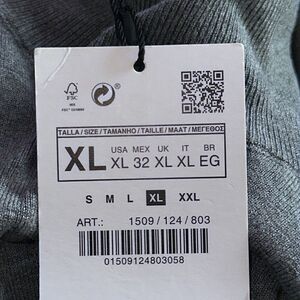 FSC
MIX
TALLA / SIZE / TAMANHO / TAILLE / MAAT / ΜΕΓΕΘΟΣ
XL
USA MEX UK IT BR
XL 32 XL XL EG
S M L XL XXL
ART.: 1509 / 124 / 803
01509124803058